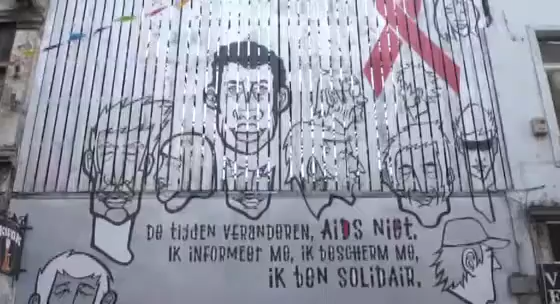 De tijden veranderen, AIDS niet.
Ik informeer me, ik bescherm me,
ik ben solidair.